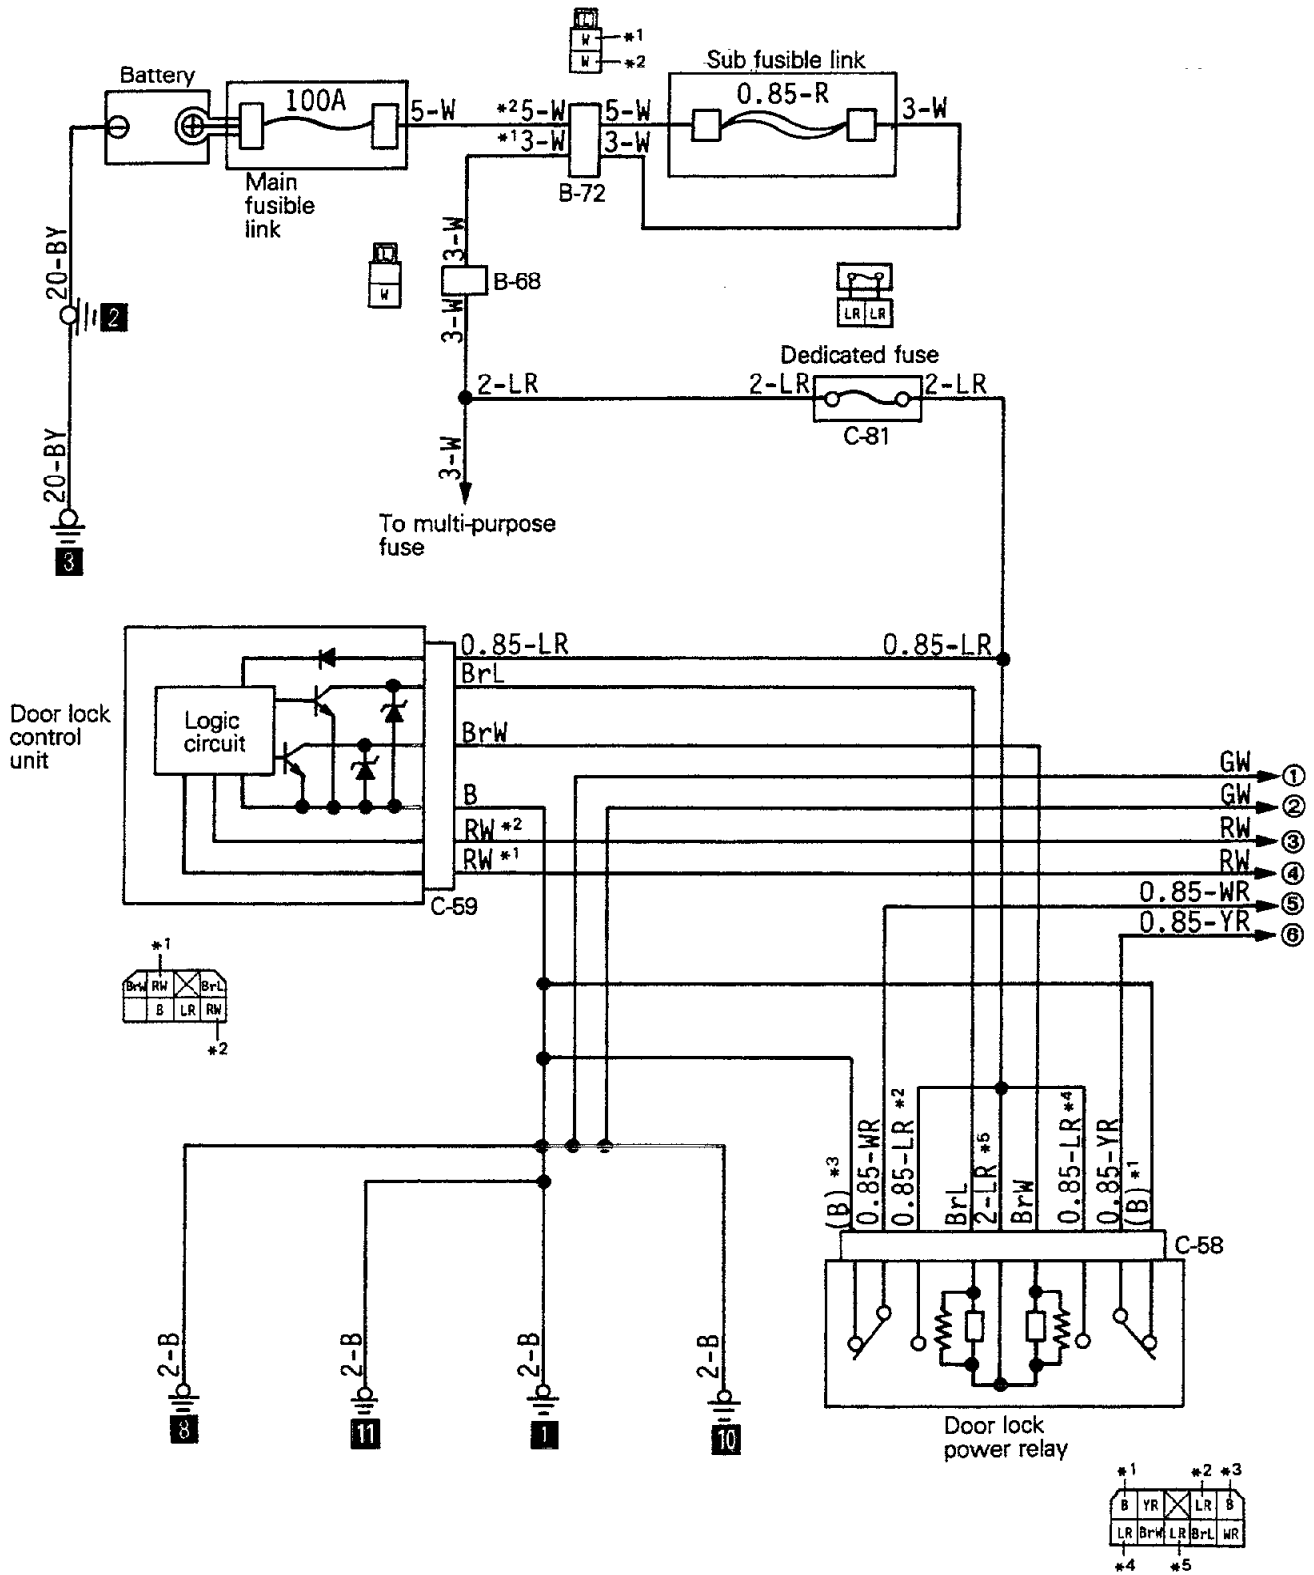 L
W *1
W *2
Sub fusible link
Battery
100A
5-W
*2 5-W
5-W
0.85-R
3-W
*1 3-W
3-W
Main
fusible
link
B-72
20-BY
3-W
L
W
B-68
2
3-W
LR LR
Dedicated fuse
2-LR
2-LR
2-LR
C-81
20-BY
3-W
To multi-purpose
fuse
3
0.85-LR
0.85-LR
BrL
Door lock
control
unit
Logic
circuit
BrW
GW 1
B
GW 2
RW *2
RW 3
RW *1
RW 4
C-59
0.85-WR 5
0.85-YR 6
*1
BrW RW BrL
B LR RW
*2
(B) *3
0.85-WR
0.85-LR *2
BrL
2-LR *5
BrW
0.85-LR *4
0.85-YR
(B) *1
C-58
2-B
2-B
2-B
2-B
8
11
1
10
Door lock
power relay
*1 *2 *3
B YR LR B
LR BrW LR BrL WR
*4 *5